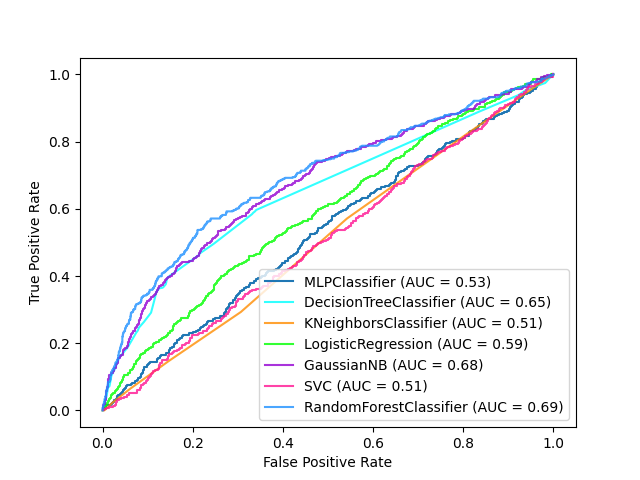 True Positive Rate
1.0
0.8
0.6
0.4
0.2
0.0
MLPClassifier (AUC = 0.53)
DecisionTreeClassifier (AUC = 0.65)
KNeighborsClassifier (AUC = 0.51)
LogisticRegression (AUC = 0.59)
GaussianNB (AUC = 0.68)
SVC (AUC = 0.51)
RandomForestClassifier (AUC = 0.69)
0.0 0.2 0.4 0.6 0.8 1.0
False Positive Rate